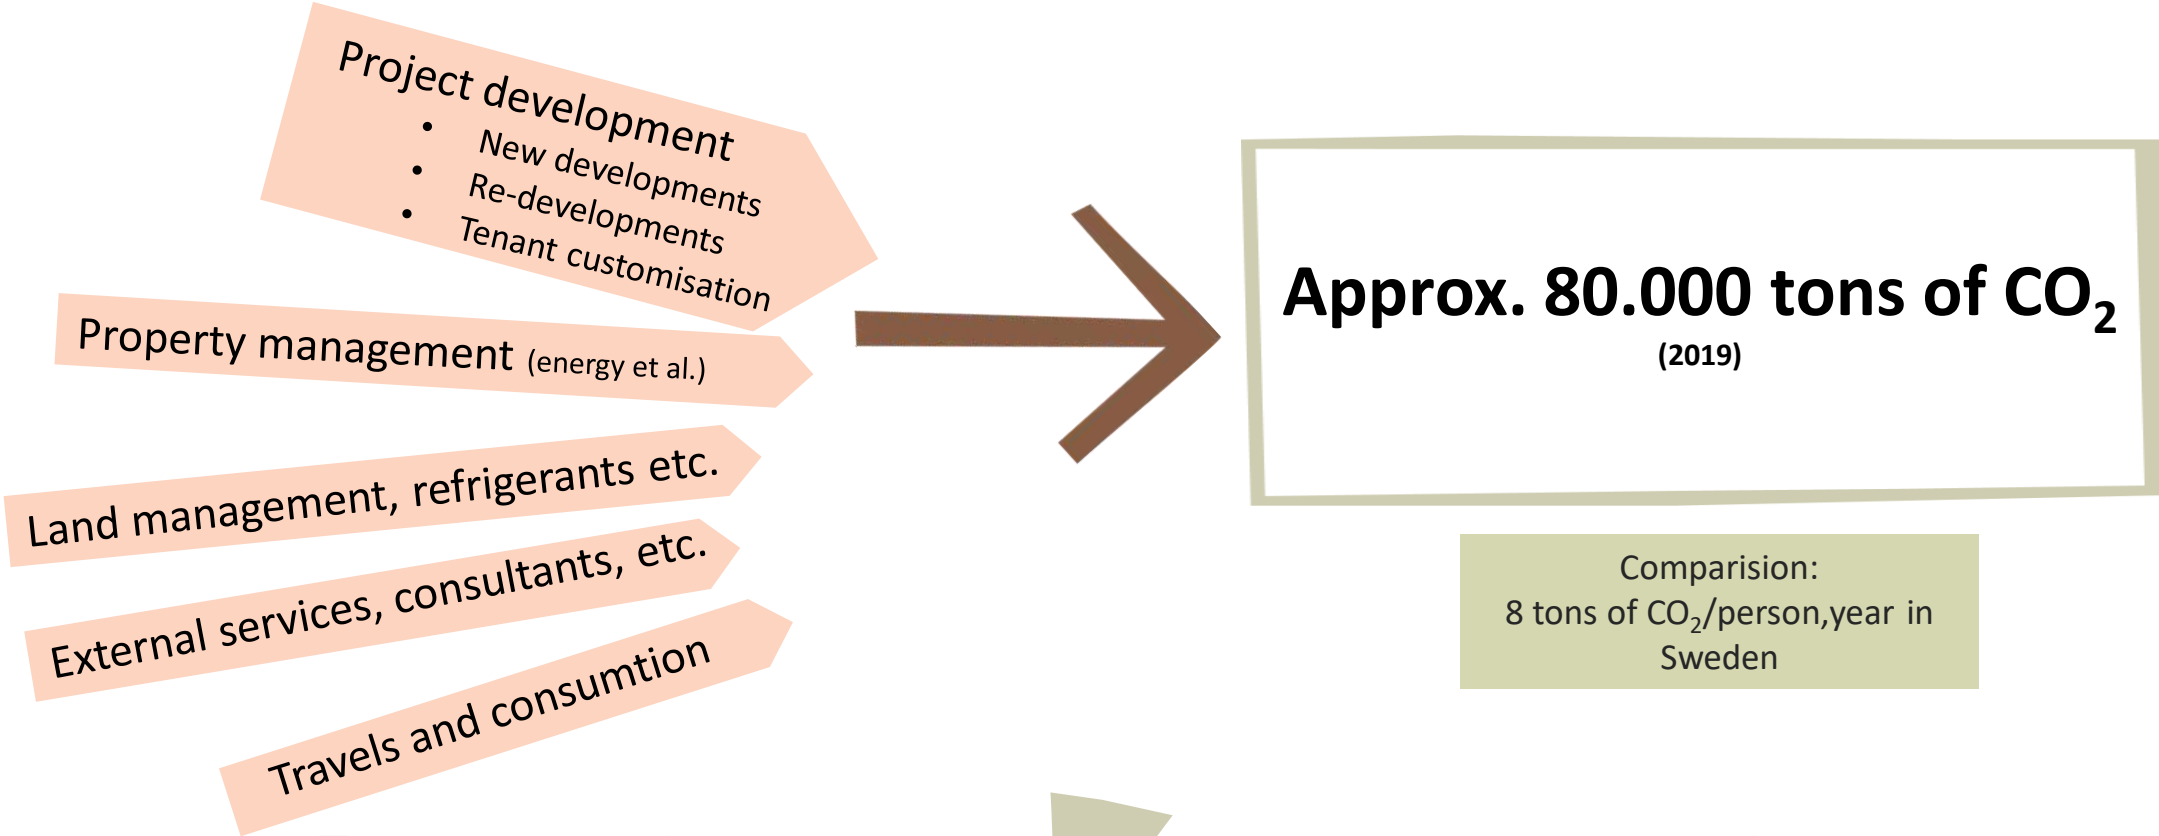 Project development
• New developments
• Re-developments
• Tenant customisation
Property management (energy et al.)
Land management, refrigerants etc.
External services, consultants, etc.
Travels and consumtion
Approx. 80.000 tons of CO₂
(2019)
Comparision:
8 tons of CO₂/person,year in
Sweden